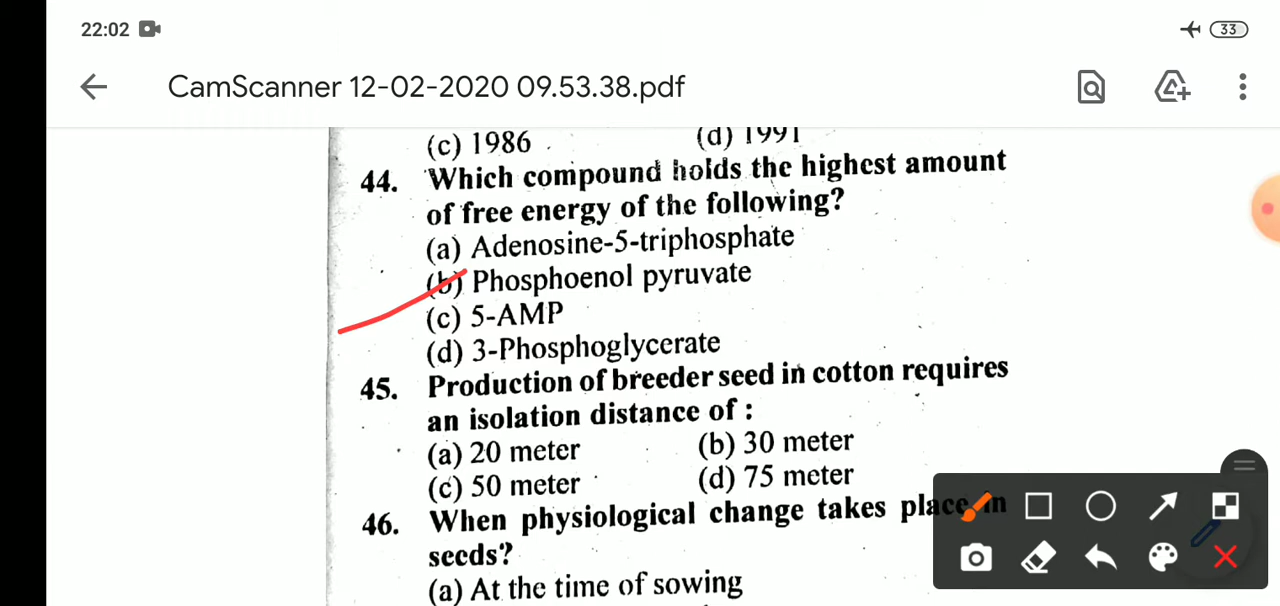 22:02
33
CamScanner 12-02-2020 09.53.38.pdf
(c) 1986 (d) 1991
44. Which compound holds the highest amount
of free energy of the following?
(a) Adenosine-5-triphosphate
(b) Phosphoenol pyruvate
(c) 5-AMP
(d) 3-Phosphoglycerate
45. Production of breeder seed in cotton requires
an isolation distance of :
(a) 20 meter (b) 30 meter
(c) 50 meter (d) 75 meter
46. When physiological change takes place in
seeds?
(a) At the time of sowing